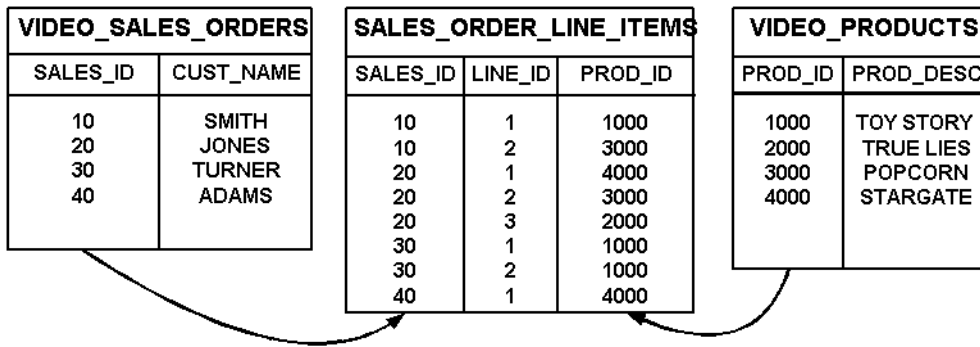 VIDEO_SALES_ORDERS
SALES_ID CUST_NAME
10 SMITH
20 JONES
30 TURNER
40 ADAMS
SALES_ORDER_LINE_ITEMS
SALES_ID LINE_ID PROD_ID
10 1 1000
10 2 3000
20 1 4000
20 2 3000
20 3 2000
30 1 1000
30 2 1000
40 1 4000
VIDEO_PRODUCTS
PROD_ID PROD_DESC
1000 TOY STORY
2000 TRUE LIES
3000 POPCORN
4000 STARGATE